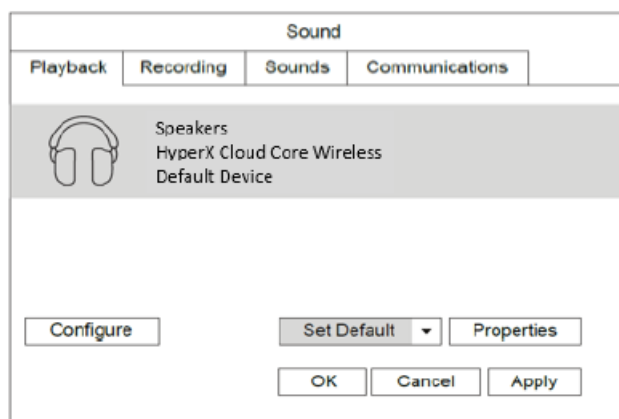 Sound
Playback Recording Sounds Communications
Speakers
HyperX Cloud Core Wireless
Default Device
Configure Set Default Properties
OK Cancel Apply